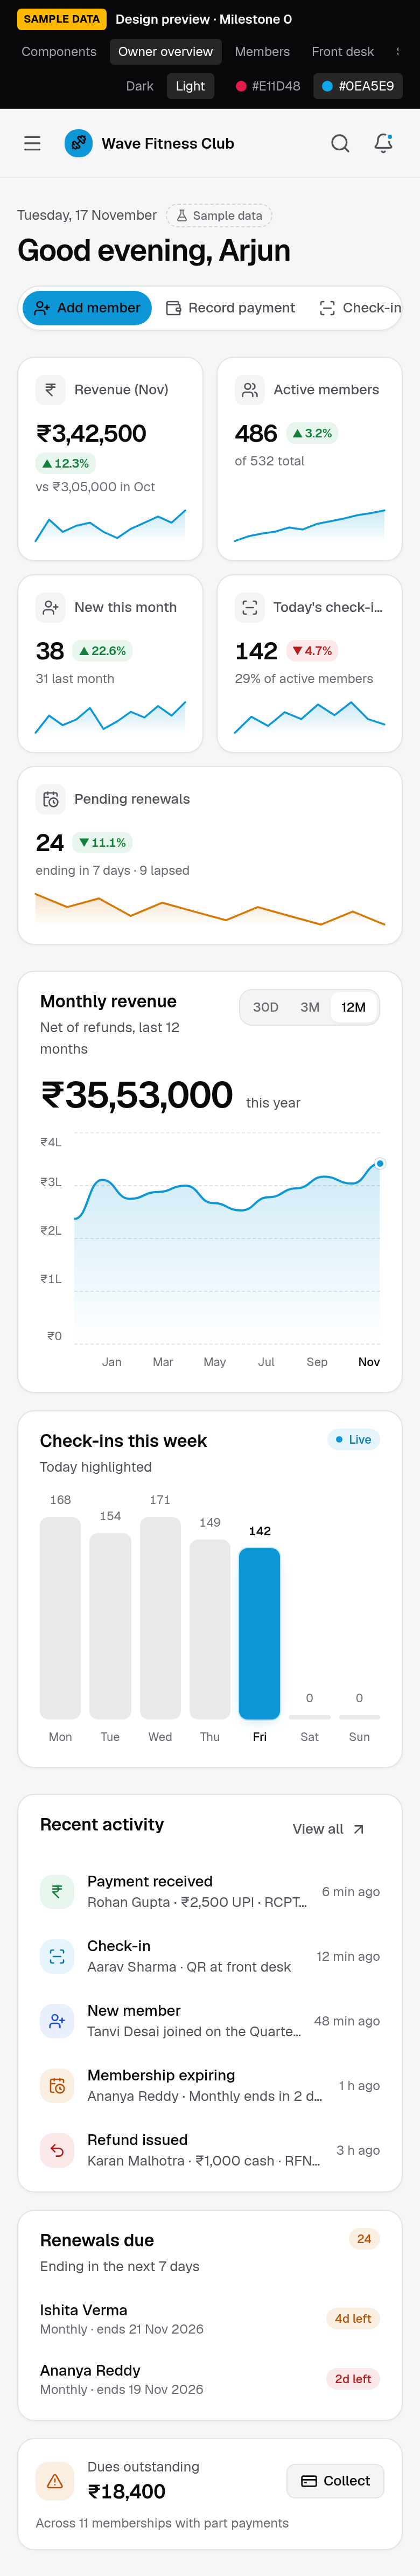 SAMPLE DATA Design preview · Milestone 0
Components Owner overview Members Front desk
Dark Light #E11D48 #0EA5E9
Wave Fitness Club
Tuesday, 17 November Sample data
Good evening, Arjun
Add member Record payment Check-in
Revenue (Nov)
₹3,42,500
▲12.3%
vs ₹3,05,000 in Oct
Active members
486 ▲3.2%
of 532 total
New this month
38 ▲22.6%
31 last month
Today's check-i...
142 ▼4.7%
29% of active members
Pending renewals
24 ▼11.1%
ending in 7 days · 9 lapsed
Monthly revenue
Net of refunds, last 12
months
30D 3M 12M
₹35,53,000 this year
₹4L
₹3L
₹2L
₹1L
₹0
Jan Mar May Jul Sep Nov
Check-ins this week
Live
Today highlighted
168 154 171 149 142 0 0
Mon Tue Wed Thu Fri Sat Sun
Recent activity
View all
Payment received
Rohan Gupta · ₹2,500 UPI · RCPT...
6 min ago
Check-in
Aarav Sharma · QR at front desk
12 min ago
New member
Tanvi Desai joined on the Quarte...
48 min ago
Membership expiring
Ananya Reddy · Monthly ends in 2 d...
1 h ago
Refund issued
Karan Malhotra · ₹1,000 cash · RFN...
3 h ago
Renewals due
24
Ending in the next 7 days
Ishita Verma
Monthly · ends 21 Nov 2026
4d left
Ananya Reddy
Monthly · ends 19 Nov 2026
2d left
Dues outstanding
₹18,400
Collect
Across 11 memberships with part payments